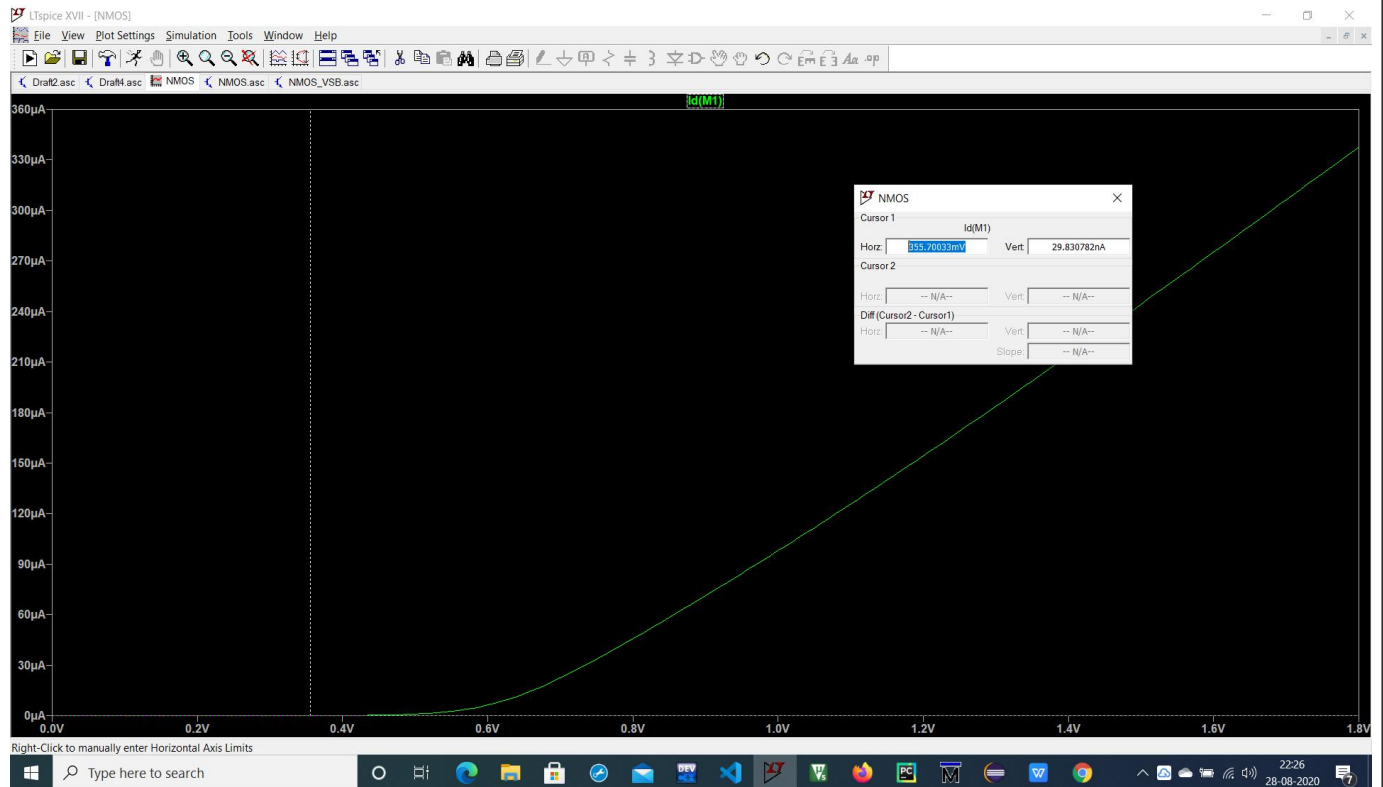 LTspice XVII - [NMOS]
File View Plot Settings Simulation Tools Window Help
Draft2.asc Draft4.asc NMOS NMOS.asc NMOS_VSB.asc
Id(M1)
360µA
330µA
300µA
270µA
240µA
210µA
180µA
150µA
120µA
90µA
60µA
30µA
0µA
0.0V 0.2V 0.4V 0.6V 0.8V 1.0V 1.2V 1.4V 1.6V 1.8V
NMOS
Cursor 1
Id(M1)
Horz: 355.70033mV Vert: 29.830782nA
Cursor 2
Horz: -- N/A-- Vert: -- N/A--
Diff (Cursor2 - Cursor1)
Horz: -- N/A-- Vert: -- N/A--
Slope: -- N/A--
Right-Click to manually enter Horizontal Axis Limits
Type here to search
22:26
28-08-2020